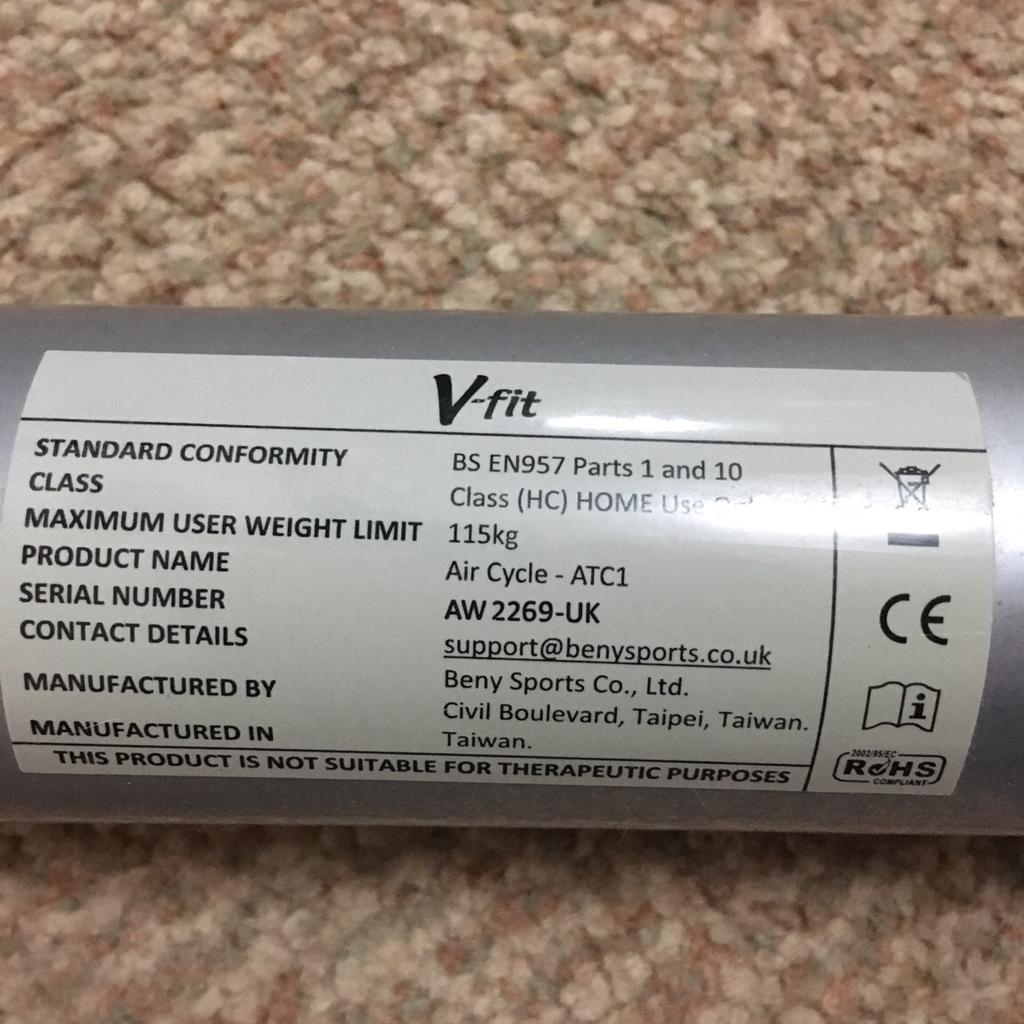 V-fit
STANDARD CONFORMITY BS EN957 Parts 1 and 10
CLASS Class (HC) HOME Use
MAXIMUM USER WEIGHT LIMIT 115kg
PRODUCT NAME Air Cycle - ATC1
SERIAL NUMBER AW 2269-UK
CONTACT DETAILS support@benysports.co.uk
MANUFACTURED BY Beny Sports Co., Ltd.
Civil Boulevard, Taipei, Taiwan.
MANUFACTURED IN Taiwan.
THIS PRODUCT IS NOT SUITABLE FOR THERAPEUTIC PURPOSES
CE
i
2002/95/EC
RoHS
COMPLIANT